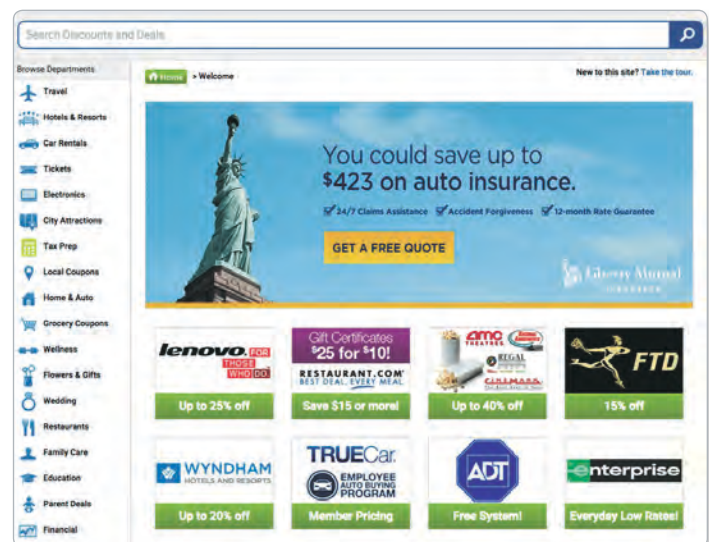 Search Discounts and Deals
Browse Departments
Travel
Hotels & Resorts
Car Rentals
Tickets
Electronics
City Attractions
Tax Prep
Local Coupons
Home & Auto
Grocery Coupons
Wellness
Flowers & Gifts
Wedding
Restaurants
Family Care
Education
Parent Deals
Financial
Home » Welcome
New to this site? Take the tour.
You could save up to
$423 on auto insurance.
24/7 Claims Assistance Accident Forgiveness 12-month Rate Guarantee
GET A FREE QUOTE
Liberty Mutual
INSURANCE
lenovo. FOR
THOSE
WHO DO
Up to 25% off
Gift Certificates
$25 for $10!
RESTAURANT.COM
BEST DEAL. EVERY MEAL.
Save $15 or more!
amc
THEATRES
REGAL
CINEMARK
Up to 40% off
FTD
15% off
WYNDHAM
HOTELS AND RESORTS
Up to 20% off
TRUECar.
EMPLOYEE
AUTO BUYING
PROGRAM
Member Pricing
ADT
Free System!
enterprise
Everyday Low Rates!